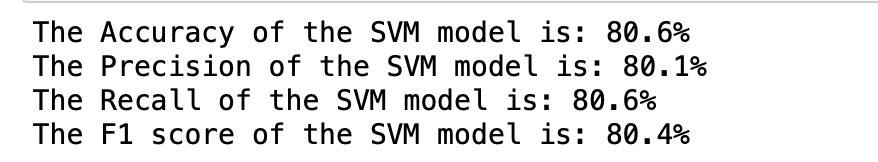 The Accuracy of the SVM model is: 80.6%
The Precision of the SVM model is: 80.1%
The Recall of the SVM model is: 80.6%
The F1 score of the SVM model is: 80.4%